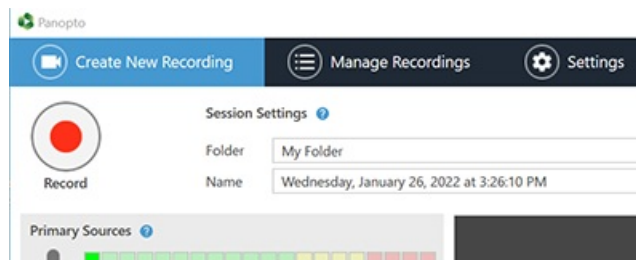 Panopto
Create New Recording Manage Recordings Settings
Session Settings ?
Folder My Folder
Record Name Wednesday, January 26, 2022 at 3:26:10 PM
Primary Sources ?